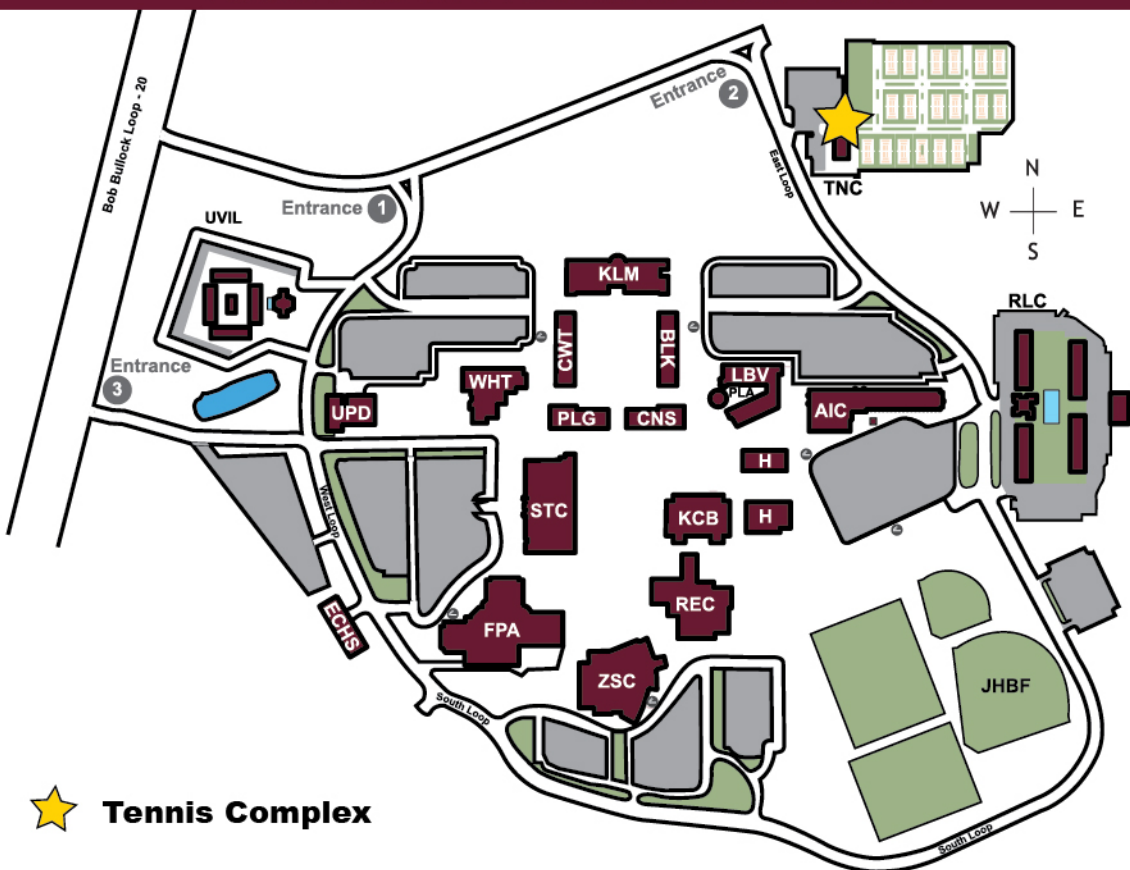 Bob Bullock Loop - 20
Entrance 2
East Loop
TNC
N
W E
S
Entrance 1
UVIL
KLM
RLC
CWT
BLK
Entrance 3
WHT
LBV
PLA
UPD
PLG
CNS
AIC
H
West Loop
STC
KCB
H
ECHS
FPA
REC
ZSC
JHBF
South Loop
Tennis Complex
South Loop